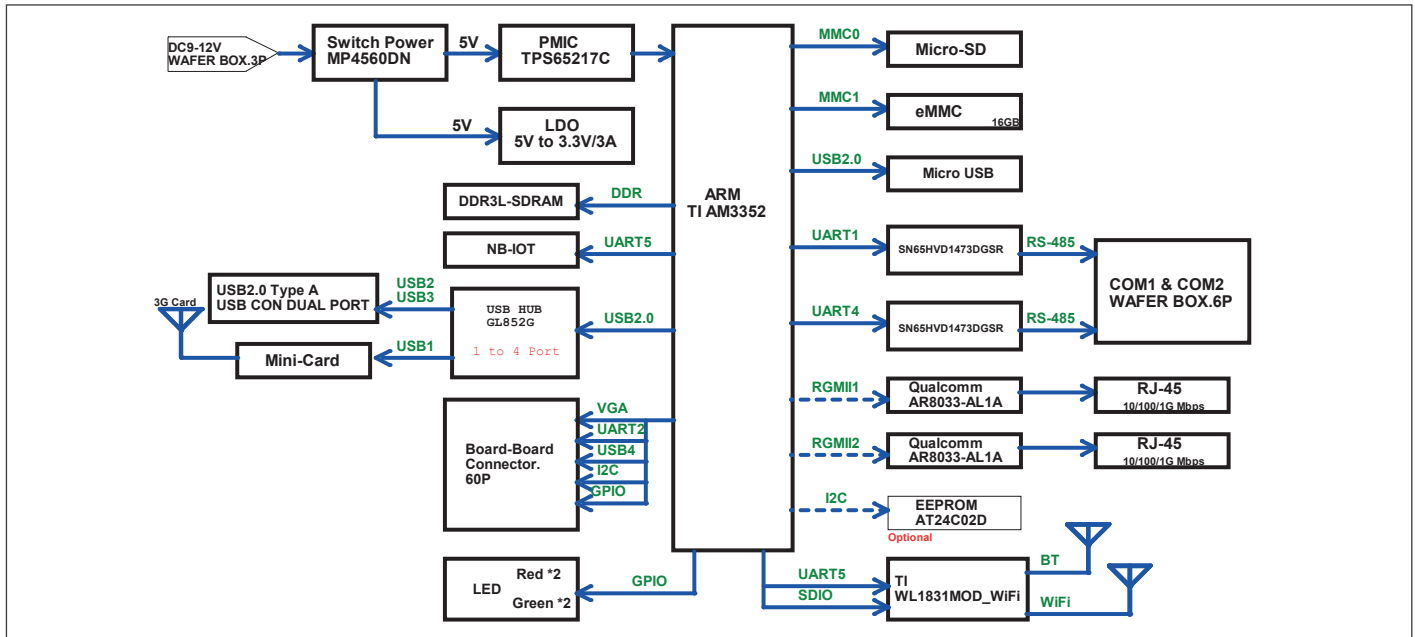 DC9-12V
WAFER BOX.3P
Switch Power
MP4560DN
5V
PMIC
TPS65217C
5V
LDO
5V to 3.3V/3A
DDR3L-SDRAM
DDR
NB-IOT
UART5
USB2.0 Type A
USB CON DUAL PORT
USB2
USB3
3G Card
Mini-Card
USB1
USB HUB
GL852G
1 to 4 Port
USB2.0
Board-Board
Connector.
60P
VGA
UART2
USB4
I2C
GPIO
LED
Red *2
Green *2
GPIO
ARM
TI AM3352
MMC0
Micro-SD
MMC1
eMMC
16GB
USB2.0
Micro USB
UART1
SN65HVD1473DGSR
RS-485
UART4
SN65HVD1473DGSR
RS-485
COM1 & COM2
WAFER BOX.6P
RGMII1
Qualcomm
AR8033-AL1A
RJ-45
10/100/1G Mbps
RGMII2
Qualcomm
AR8033-AL1A
RJ-45
10/100/1G Mbps
I2C
EEPROM
AT24C02D
Optional
UART5
SDIO
TI
WL1831MOD_WiFi
BT
WiFi